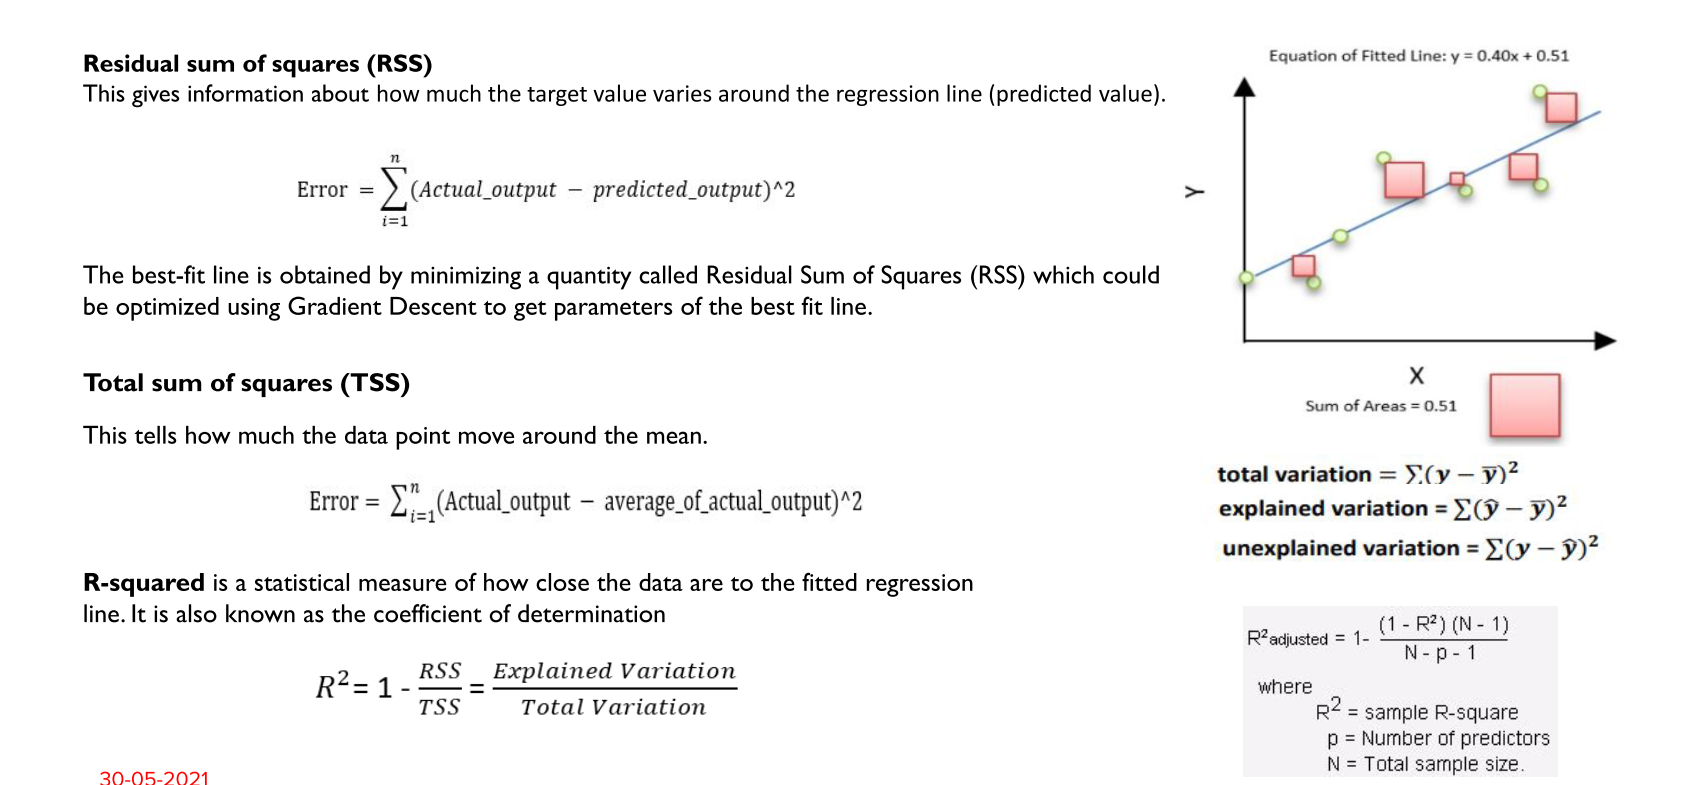 Residual sum of squares (RSS)
This gives information about how much the target value varies around the regression line (predicted value).
Error = ∑_{i=1}^{n} (Actual_output − predicted_output)^2
The best-fit line is obtained by minimizing a quantity called Residual Sum of Squares (RSS) which could
be optimized using Gradient Descent to get parameters of the best fit line.
Total sum of squares (TSS)
This tells how much the data point move around the mean.
Error = ∑_{i=1}^{n} (Actual_output − average_of_actual_output)^2
R-squared is a statistical measure of how close the data are to the fitted regression
line. It is also known as the coefficient of determination
R² = 1 - RSS/TSS = Explained Variation/Total Variation
30-05-2021
Equation of Fitted Line: y = 0.40x + 0.51
Y
X
Sum of Areas = 0.51
total variation = ∑(y − y̅)²
explained variation = ∑(ŷ − y̅)²
unexplained variation = ∑(y − ŷ)²
R² adjusted = 1- (1 - R²) (N - 1)/N - p - 1
where
R² = sample R-square
p = Number of predictors
N = Total sample size.